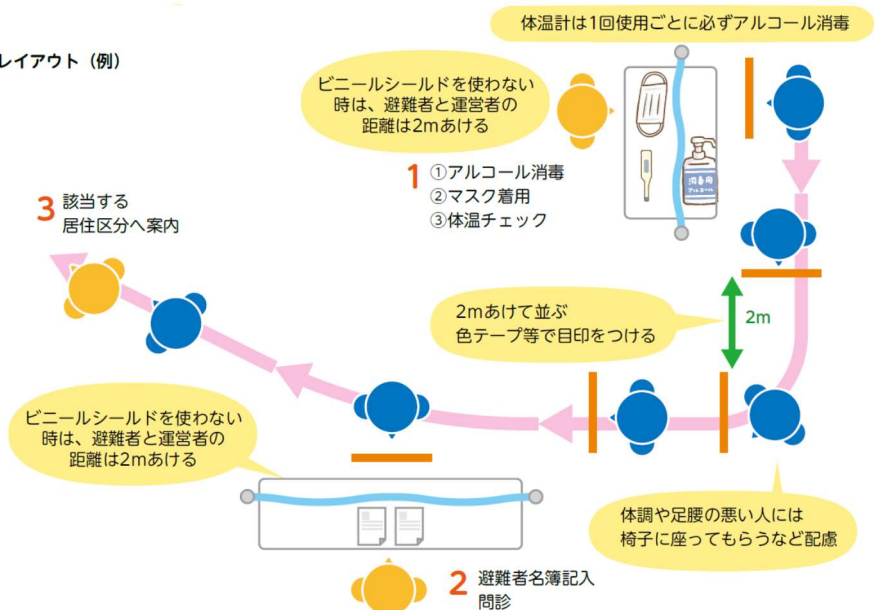 体温計は1回使用ごとに必ずアルコール消毒
レイアウト（例）
ビニールシールドを使わない
時は、避難者と運営者の
距離は2mあける
消毒用
アルコール
1
①アルコール消毒
②マスク着用
③体温チェック
3
該当する
居住区分へ案内
2mあけて並ぶ
色テープ等で目印をつける
2m
ビニールシールドを使わない
時は、避難者と運営者の
距離は2mあける
体調や足腰の悪い人には
椅子に座ってもらうなど配慮
2
避難者名簿記入
問診